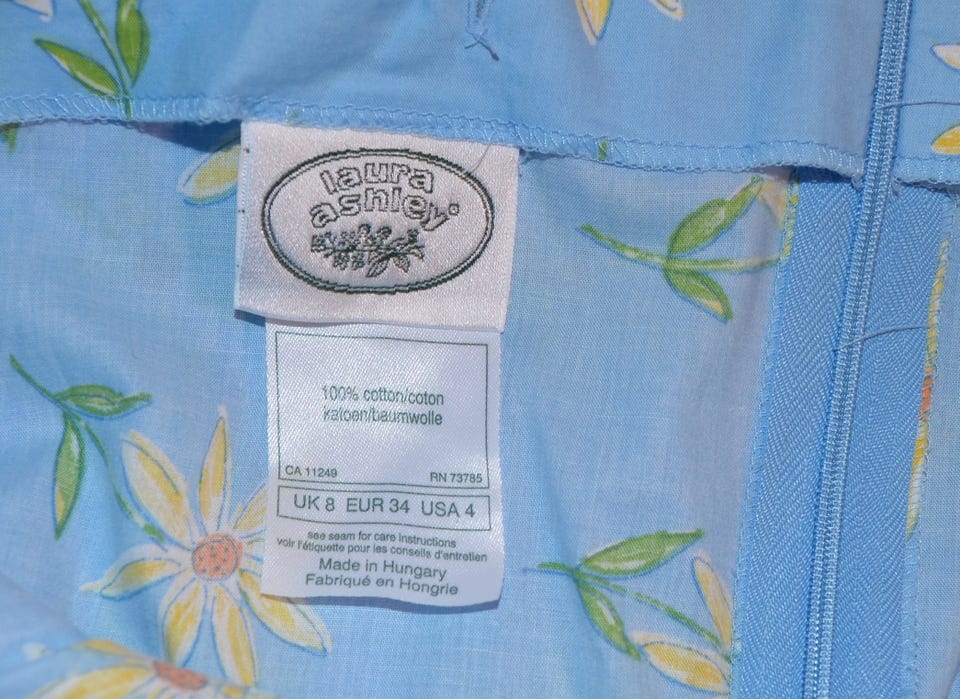 laura
ashley®
100% cotton/coton
katoen/baumwolle
CA 11249 RN 73785
UK 8 EUR 34 USA 4
see seam for care instructions
voir l'étiquette pour les conseils d'entretien
Made in Hungary
Fabriqué en Hongrie